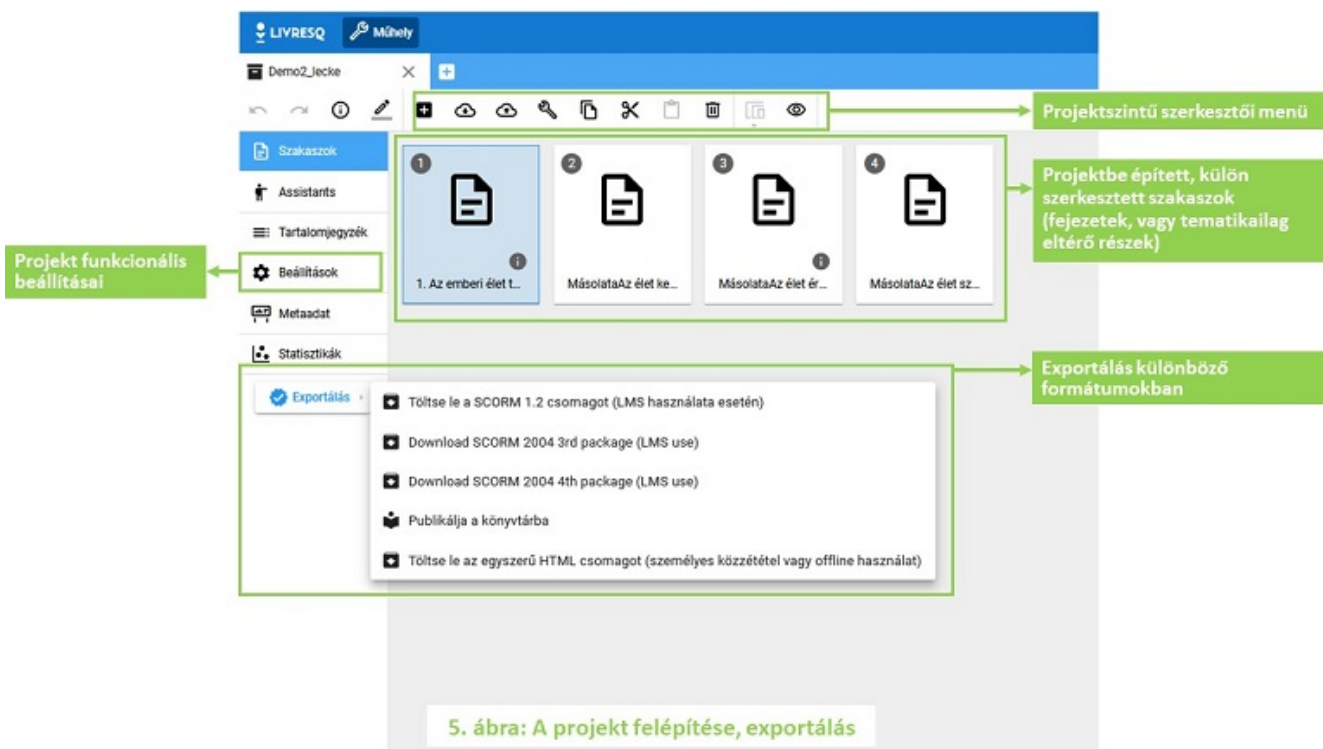 LIVRESQ Műhely
Demo2_lecke
Projektszintű szerkesztői menü
Szakaszok
Assistants
Tartalomjegyzék
Beállítások
Metaadat
Statisztikák
Projekt funkcionális
beállításai
1
2
3
4
1. Az emberi élet t...
MásolataAz élet ke...
MásolataAz élet ér...
MásolataAz élet sz...
Projektbe épített, külön
szerkesztett szakaszok
(fejezetek, vagy tematikailag
eltérő részek)
Exportálás különböző
formátumokban
Exportálás
Töltse le a SCORM 1.2 csomagot (LMS használata esetén)
Download SCORM 2004 3rd package (LMS use)
Download SCORM 2004 4th package (LMS use)
Publikálja a könyvtárba
Töltse le az egyszerű HTML csomagot (személyes közzététel vagy offline használat)
5. ábra: A projekt felépítése, exportálás